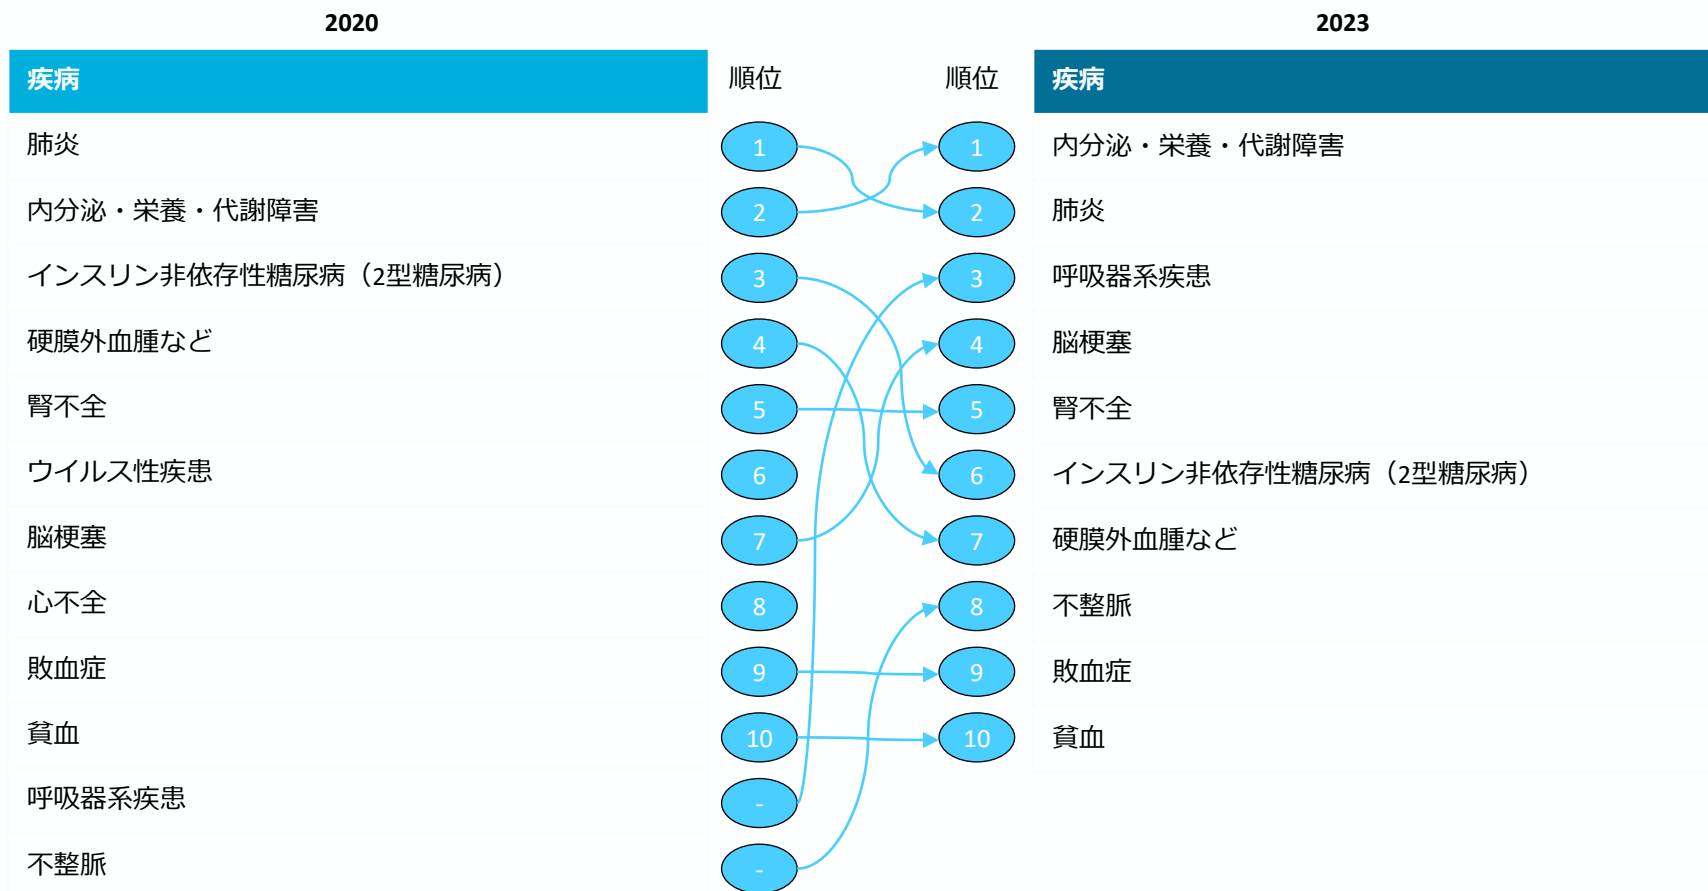 2020
2023
疾病
順位
順位
疾病
肺炎
1
1
内分泌・栄養・代謝障害
内分泌・栄養・代謝障害
2
2
肺炎
インスリン非依存性糖尿病（2型糖尿病）
3
3
呼吸器系疾患
硬膜外血腫など
4
4
脳梗塞
腎不全
5
5
腎不全
ウイルス性疾患
6
6
インスリン非依存性糖尿病（2型糖尿病）
脳梗塞
7
7
硬膜外血腫など
心不全
8
8
不整脈
敗血症
9
9
敗血症
貧血
10
10
貧血
呼吸器系疾患
-
不整脈
-